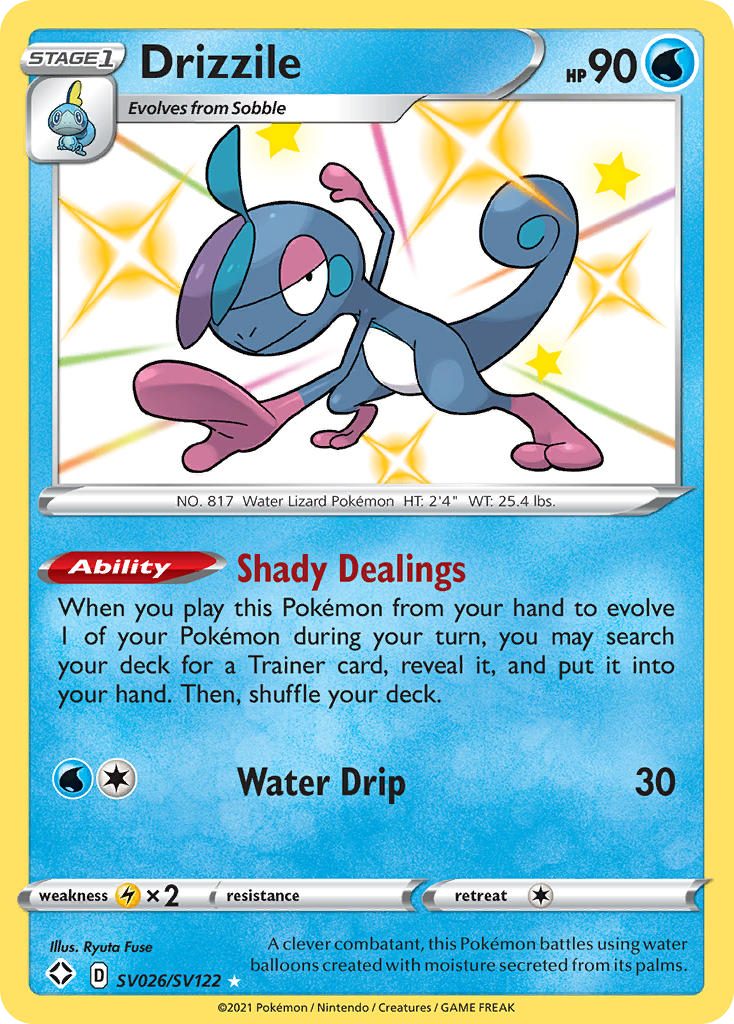 STAGE1
Drizzile
HP 90
Evolves from Sobble
NO. 817 Water Lizard Pokémon HT: 2'4" WT: 25.4 lbs.
Ability Shady Dealings
When you play this Pokémon from your hand to evolve
1 of your Pokémon during your turn, you may search
your deck for a Trainer card, reveal it, and put it into
your hand. Then, shuffle your deck.
Water Drip 30
weakness ×2 resistance retreat
Illus. Ryuta Fuse
A clever combatant, this Pokémon battles using water
balloons created with moisture secreted from its palms.
D SV026/SV122
©2021 Pokémon / Nintendo / Creatures / GAME FREAK